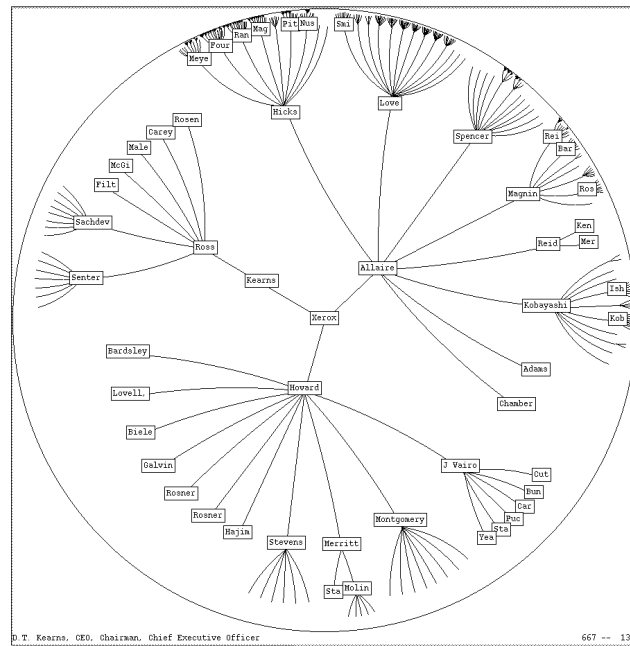 Smi
Pit Nus
Mag
Ran
Four
Meye
Hicks
Love
Spencer
Rei
Bar
Ros
Magnin
Rosen
Carey
Male
McGi
Filt
Sachdev
Ross
Senter
Kearns
Allaire
Ken
Reid
Mer
Ish
Kobayashi
Kob
Xerox
Bardsley
Adams
Howard
Lovell,
Chamber
Biele
Galvin
J Vairo
Cut
Rosner
Bun
Car
Rosner
Montgomery
Puc
Sta
Hajim
Yea
Stevens
Merritt
Sta
Molin
D.T. Kearns, CEO, Chairman, Chief Executive Officer
667 -- 13